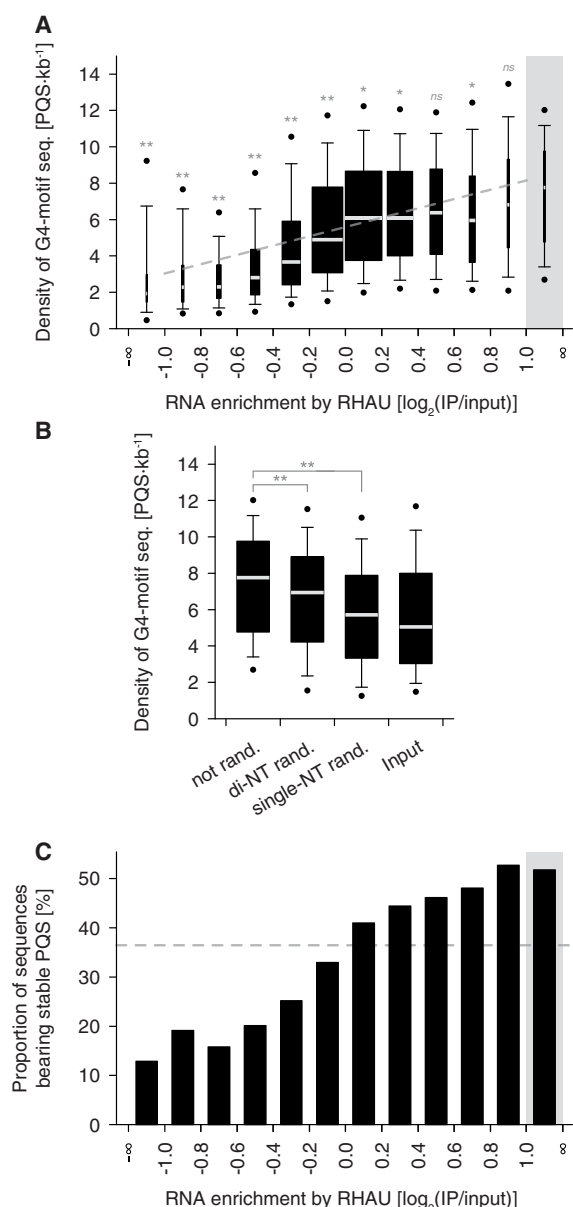 A
Density of G4-motif seq. [PQS·kb-1]
14
12
10
8
6
4
2
0
** ** ** ** ** ** * * ns * ns
-∞ -1.0 -0.8 -0.6 -0.4 -0.2 0.0 0.2 0.4 0.6 0.8 1.0 ∞
RNA enrichment by RHAU [log2(IP/input)]
B
Density of G4-motif seq. [PQS·kb-1]
14
12
10
8
6
4
2
0
**
**
not rand. di-NT rand. single-NT rand. Input
C
Proportion of sequences
bearing stable PQS [%]
50
40
30
20
10
0
-∞ -1.0 -0.8 -0.6 -0.4 -0.2 0.0 0.2 0.4 0.6 0.8 1.0 ∞
RNA enrichment by RHAU [log2(IP/input)]